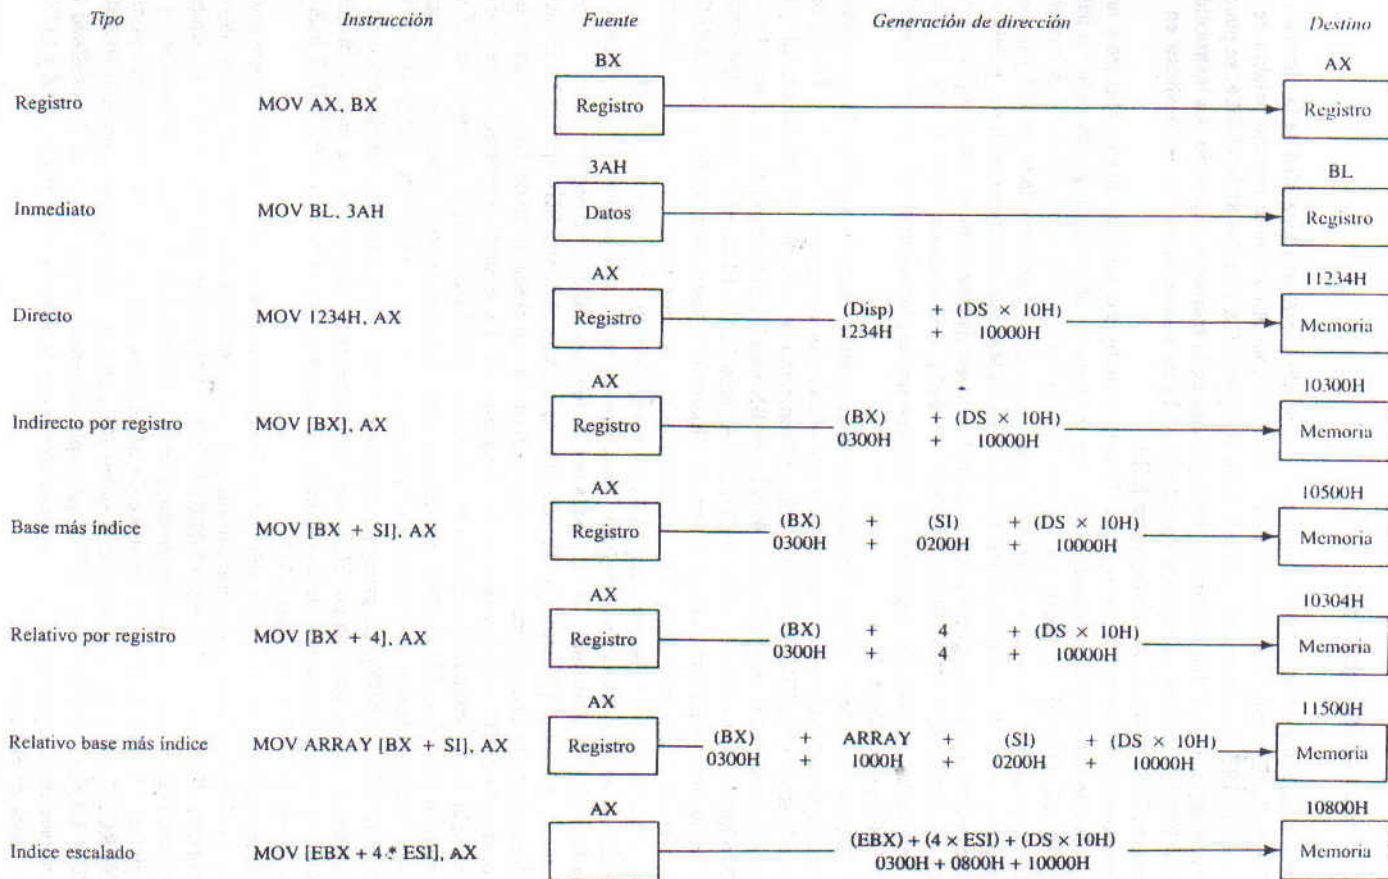 Tipo Instrucción Fuente Generación de dirección Destino
BX AX
Registro MOV AX, BX Registro Registro
3AH BL
Inmediato MOV BL, 3AH Datos Registro
AX 11234H
Directo MOV 1234H, AX Registro (Disp) + (DS × 10H) Memoria
1234H + 10000H
AX 10300H
Indirecto por registro MOV [BX], AX Registro (BX) + (DS × 10H) Memoria
0300H + 10000H
AX 10500H
Base más índice MOV [BX + SI], AX Registro (BX) + (SI) + (DS × 10H) Memoria
0300H + 0200H + 10000H
AX 10304H
Relativo por registro MOV [BX + 4], AX Registro (BX) + 4 + (DS × 10H) Memoria
0300H + 4 + 10000H
AX 11500H
Relativo base más índice MOV ARRAY [BX + SI], AX Registro (BX) + ARRAY + (SI) + (DS × 10H) Memoria
0300H + 1000H + 0200H + 10000H
AX 10800H
Indice escalado MOV [EBX + 4 * ESI], AX (EBX) + (4 × ESI) + (DS × 10H) Memoria
0300H + 0800H + 10000H